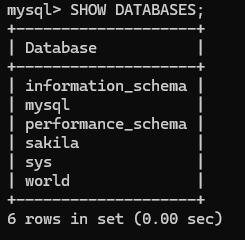 mysql> SHOW DATABASES;
+--------------------+
| Database           |
+--------------------+
| information_schema |
| mysql              |
| performance_schema |
| sakila             |
| sys                |
| world              |
+--------------------+
6 rows in set (0.00 sec)